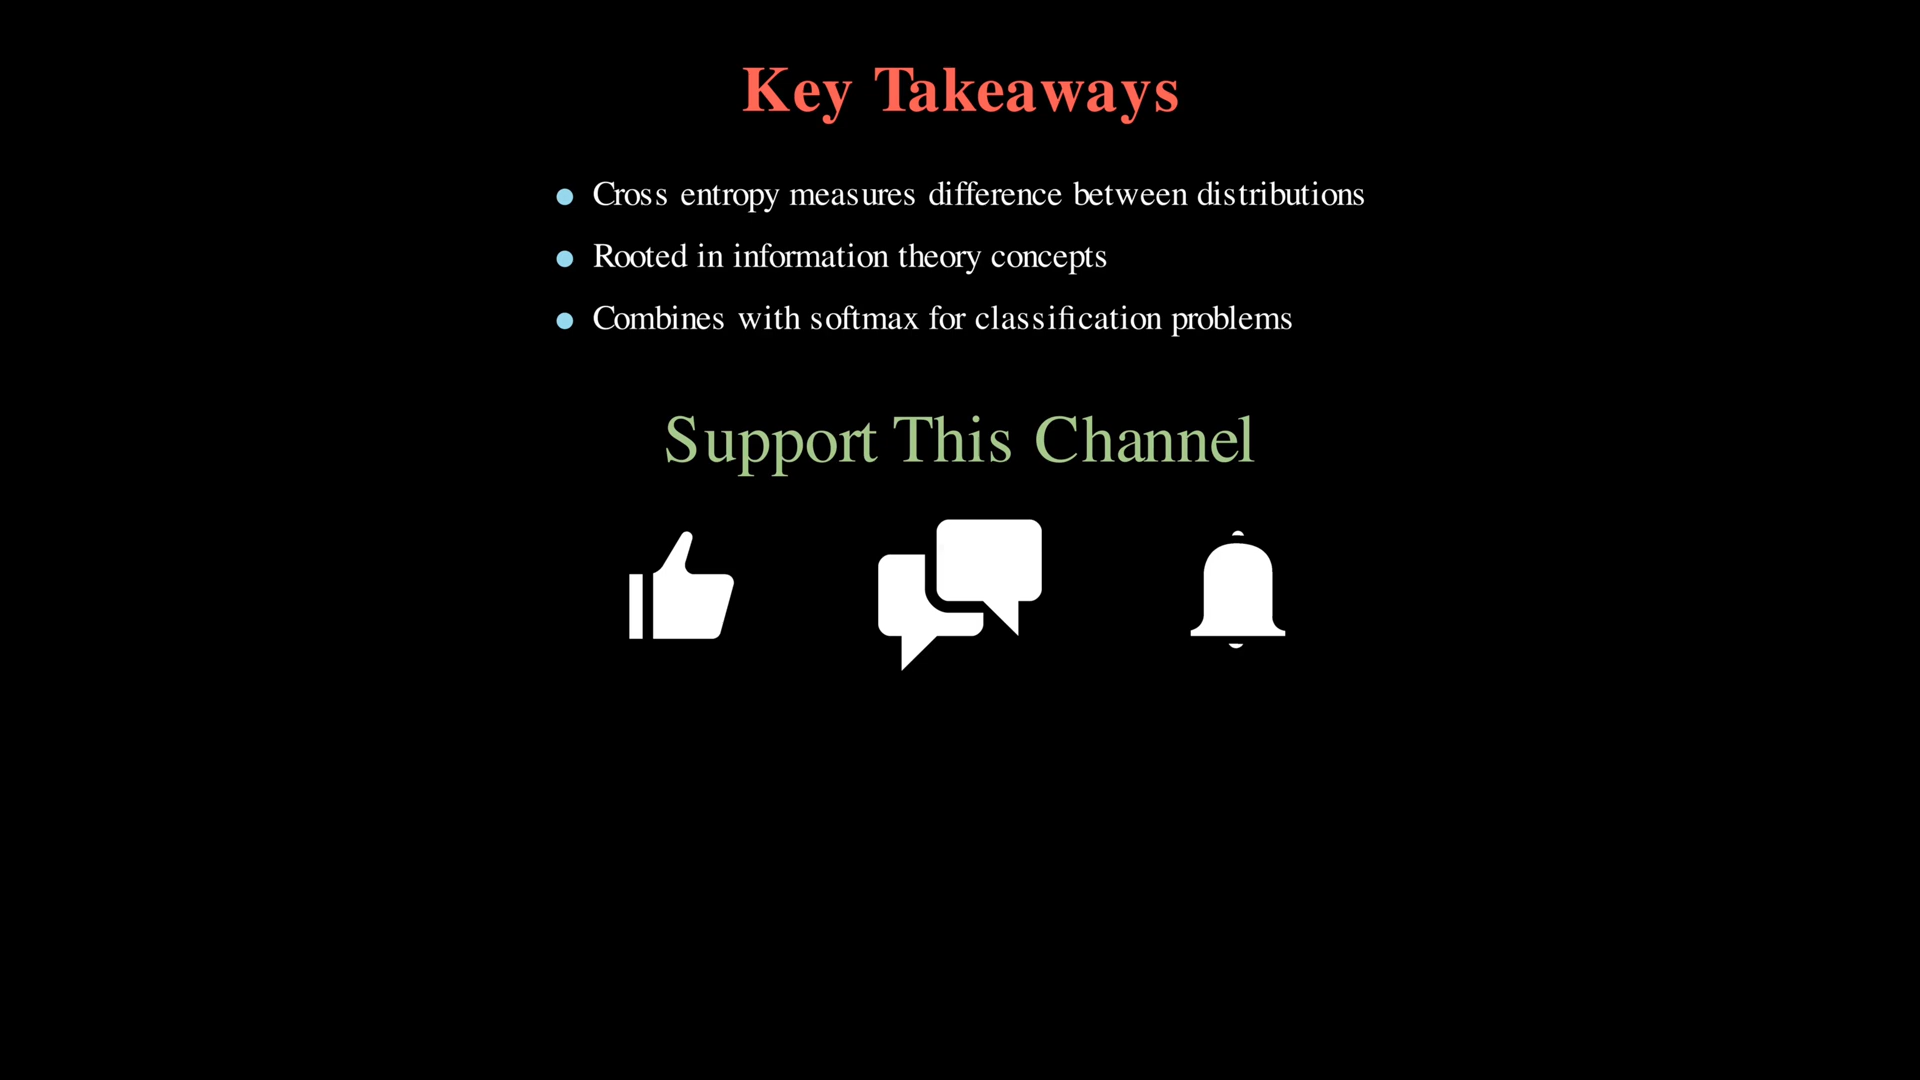 Key Takeaways
Cross entropy measures difference between distributions
Rooted in information theory concepts
Combines with softmax for classification problems
Support This Channel